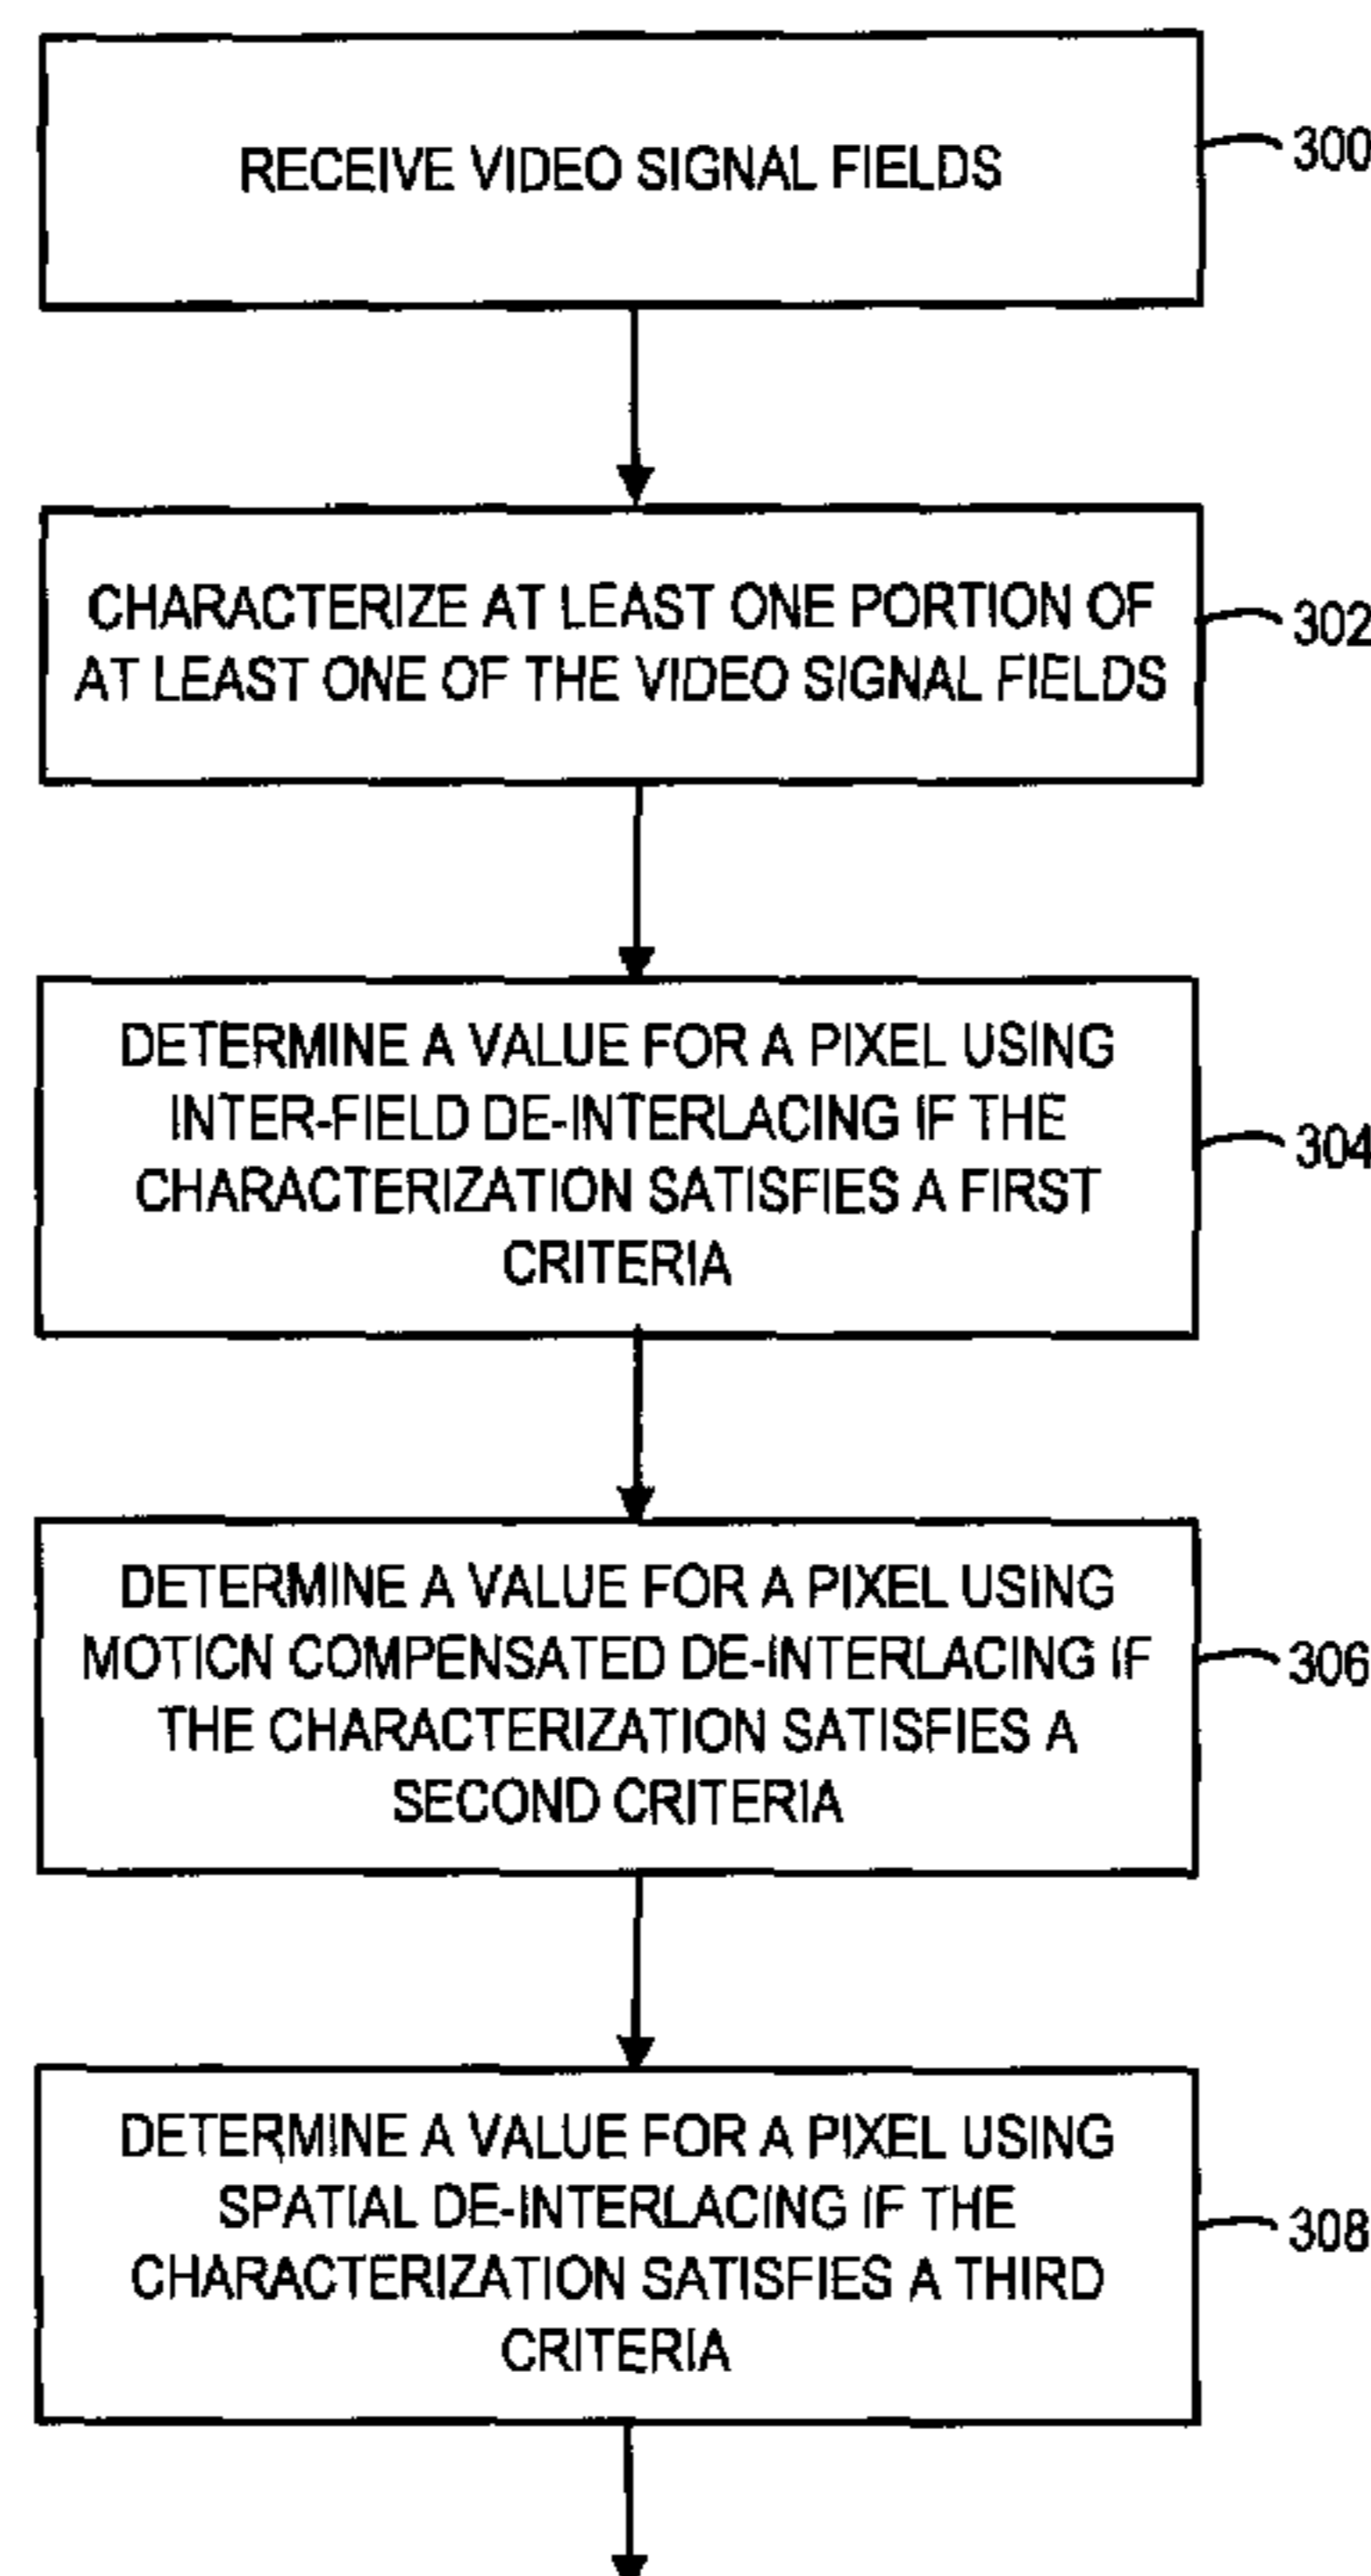 RECEIVE VIDEO SIGNAL FIELDS
300
CHARACTERIZE AT LEAST ONE PORTION OF
AT LEAST ONE OF THE VIDEO SIGNAL FIELDS
302
DETERMINE A VALUE FOR A PIXEL USING
INTER-FIELD DE-INTERLACING IF THE
CHARACTERIZATION SATISFIES A FIRST
CRITERIA
304
DETERMINE A VALUE FOR A PIXEL USING
MOTION COMPENSATED DE-INTERLACING IF
THE CHARACTERIZATION SATISFIES A
SECOND CRITERIA
306
DETERMINE A VALUE FOR A PIXEL USING
SPATIAL DE-INTERLACING IF THE
CHARACTERIZATION SATISFIES A THIRD
CRITERIA
308